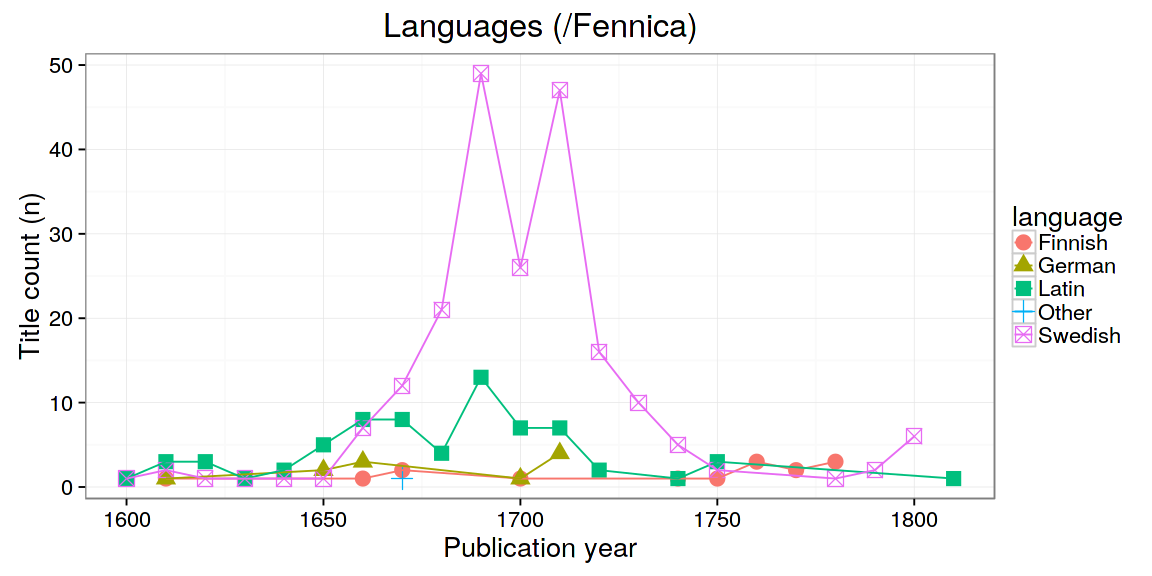 Languages (/Fennica)
Title count (n)
50
40
30
20
10
0
1600
1650
1700
1750
1800
Publication year
language
Finnish
German
Latin
Other
Swedish